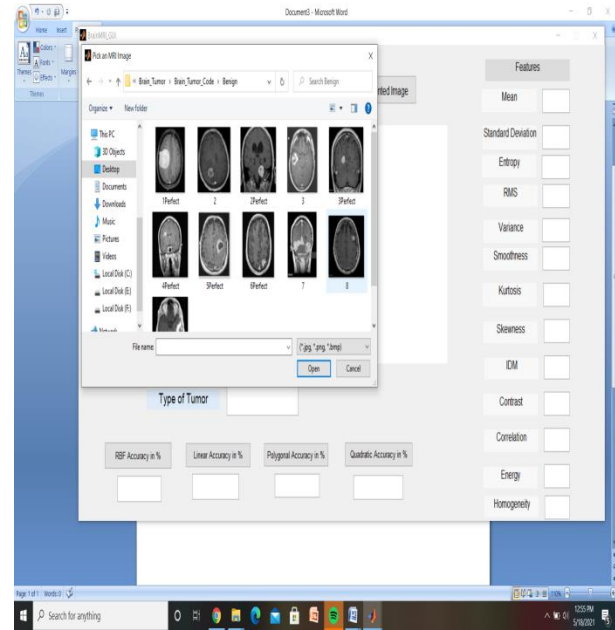 Document3 - Microsoft Word
Home Insert
Colors
Fonts
Effects
Themes
Margins
Themes
BrainMRI_GUI
Pick an MRI Image
« Brain_Tumor › Brain_Tumor_Code › Benign
Search Benign
Organize New folder
This PC
3D Objects
Desktop
Documents
Downloads
Music
Pictures
Videos
Local Disk (C:)
Local Disk (E:)
Local Disk (F:)
Network
1Perfect 2 2Perfect 3 3Perfect
4Perfect 5Perfect 6Perfect 7 8
File name:
(*.jpg, *.png, *.bmp)
Open Cancel
nted Image
Type of Tumor
RBF Accuracy in % Linear Accuracy in % Polygonal Accuracy in % Quadratic Accuracy in %
Features
Mean
Standard Deviation
Entropy
RMS
Variance
Smoothness
Kurtosis
Skewness
IDM
Contrast
Correlation
Energy
Homogeneity
Page: 1 of 1 Words: 0
110%
Search for anything
12:55 PM
5/18/2021